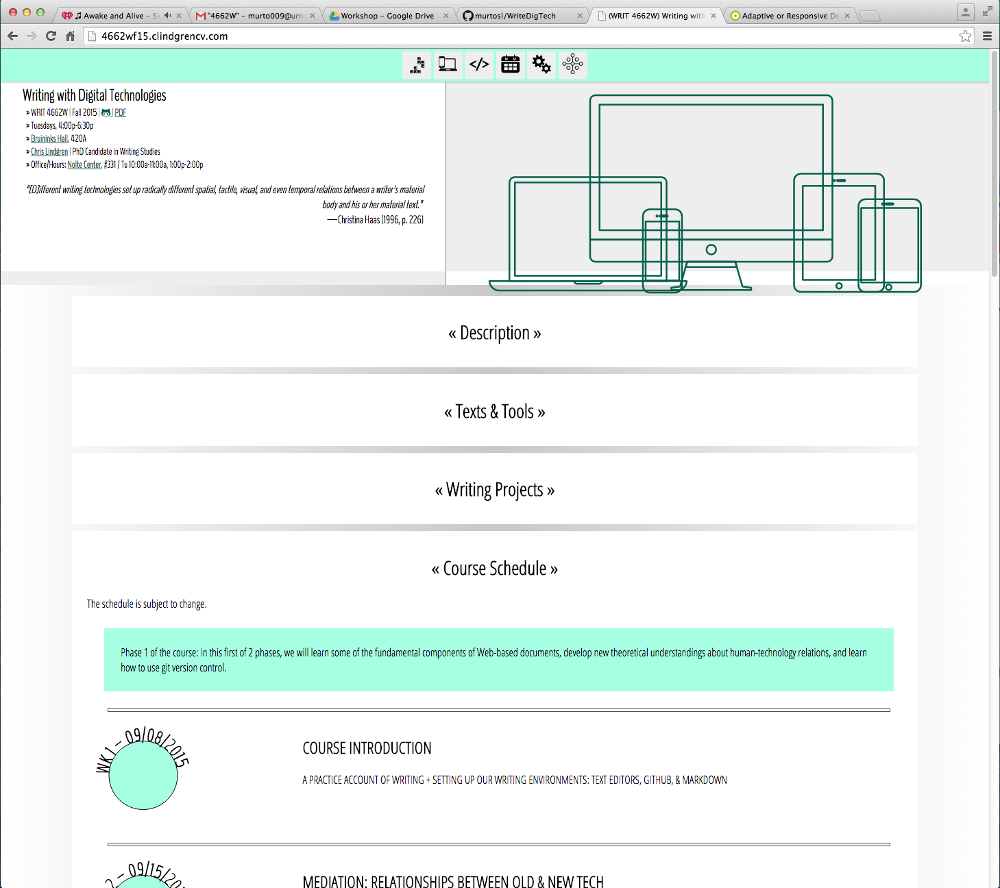 Awake and Alive – Sk
"4662W" – murto009@um
Workshop – Google Drive
murtosl/WriteDigTech
(WRIT 4662W) Writing with
Adaptive or Responsive De
4662wf15.clindgrencv.com
</>
Writing with Digital Technologies
» WRIT 4662W | Fall 2015 | | PDF
» Tuesdays, 4:00p-6:30p
» Bruininks Hall, 420A
» Chris Lindgren | PhD Candidate in Writing Studies
» Office/Hours: Nolte Center, #331 / Tu 10:00a-11:00a, 1:00p-2:00p
"[D]ifferent writing technologies set up radically different spatial, tactile, visual, and even temporal relations between a writer's material
body and his or her material text."
—Christina Haas (1996, p. 226)
« Description »
« Texts & Tools »
« Writing Projects »
« Course Schedule »
The schedule is subject to change.
Phase 1 of the course: In this first of 2 phases, we will learn some of the fundamental components of Web-based documents, develop new theoretical understandings about human-technology relations, and learn
how to use git version control.
WK1 – 09/08/2015
COURSE INTRODUCTION
A PRACTICE ACCOUNT OF WRITING + SETTING UP OUR WRITING ENVIRONMENTS: TEXT EDITORS, GITHUB, & MARKDOWN
2 – 09/15/20
MEDIATION: RELATIONSHIPS BETWEEN OLD & NEW TECH